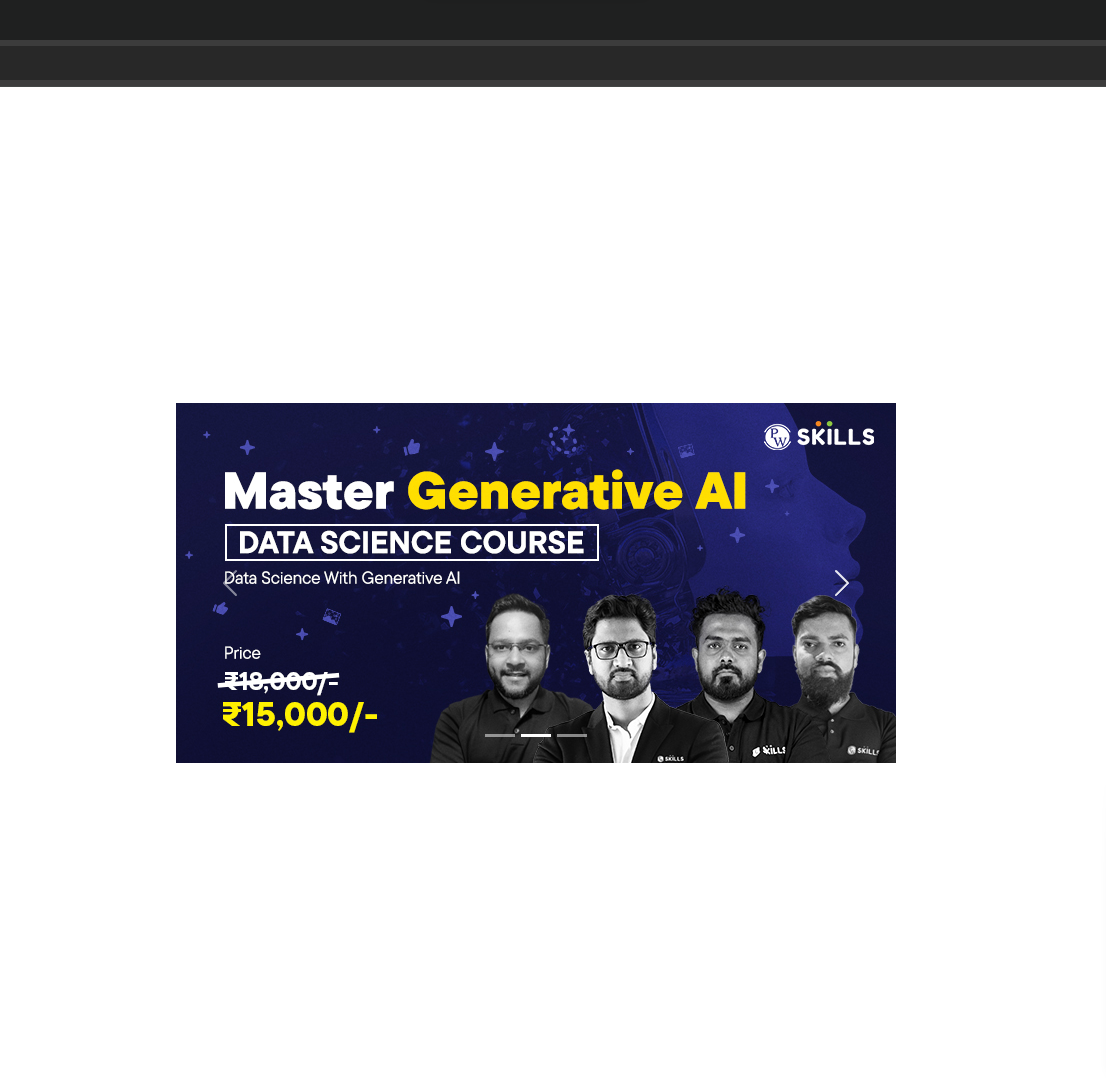 PW SKILLS
Master Generative AI
DATA SCIENCE COURSE
Data Science With Generative AI
Price
₹18,000/-
₹15,000/-
SKILLS
SKILLS
SKILLS